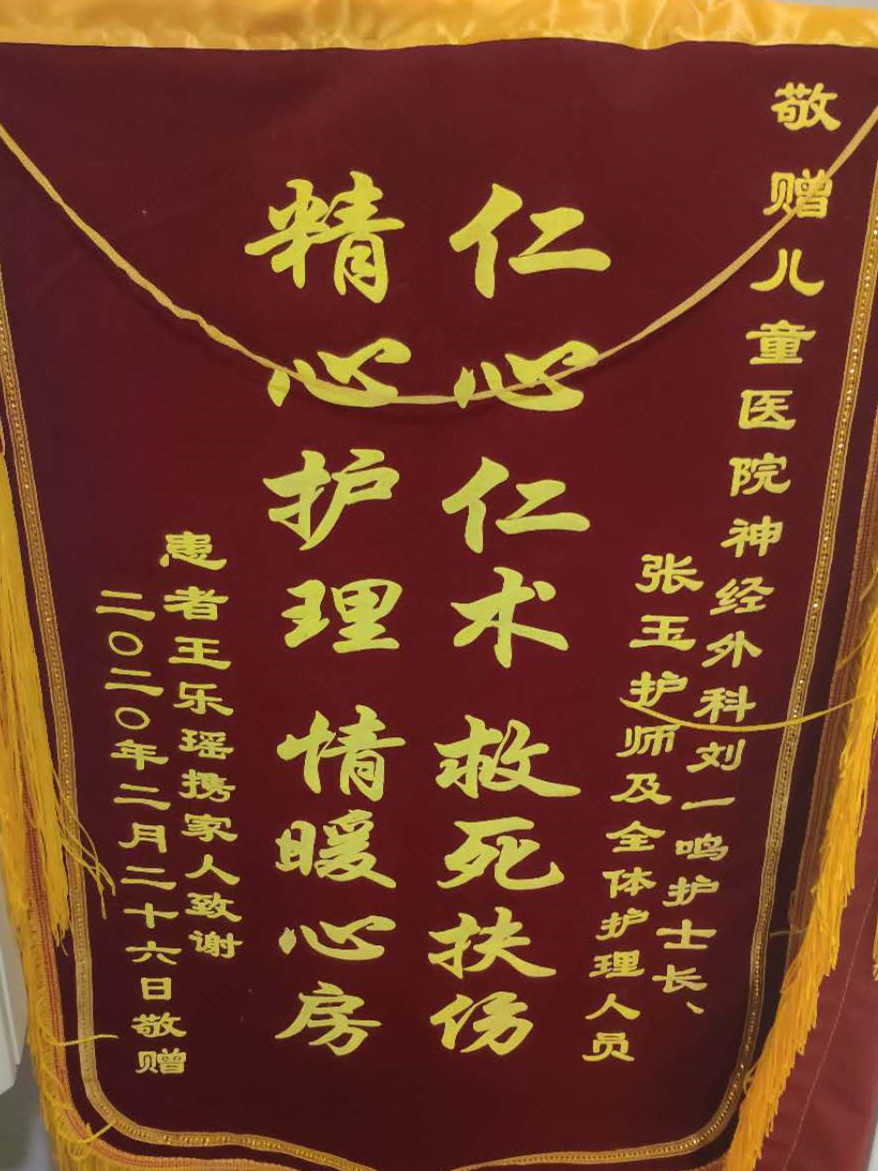 敬赠儿童医院神经外科刘一鸣护士长、
张玉护师及全体护理人员
仁心仁术 救死扶伤
精心护理 情暖心房
患者王乐瑶携家人致谢
二〇二〇年二月二十六日敬赠